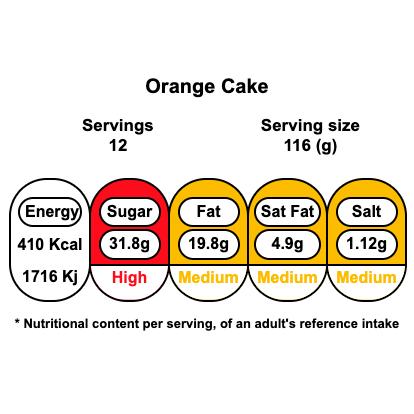 Orange Cake
Servings
12
Serving size
116 (g)
Energy Sugar Fat Sat Fat Salt
410 Kcal 31.8g 19.8g 4.9g 1.12g
1716 Kj High Medium Medium Medium
* Nutritional content per serving, of an adult's reference intake